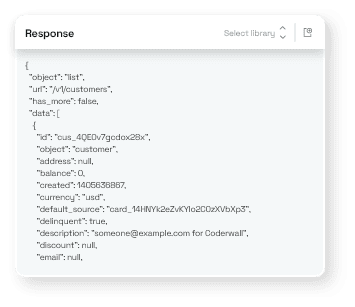 Response
Select library
{
"object": "list",
"url": "/v1/customers",
"has_more": false,
"data": [
{
"id": "cus_4QE0v7gcdox28x",
"object": "customer",
"address": null,
"balance": 0,
"created": 1405636867,
"currency": "usd",
"default_source": "card_14HNYk2eZvKYlo2C0zXVbXp3",
"delinquent": true,
"description": "someone@example.com for Coderwall",
"discount": null,
"email": null,